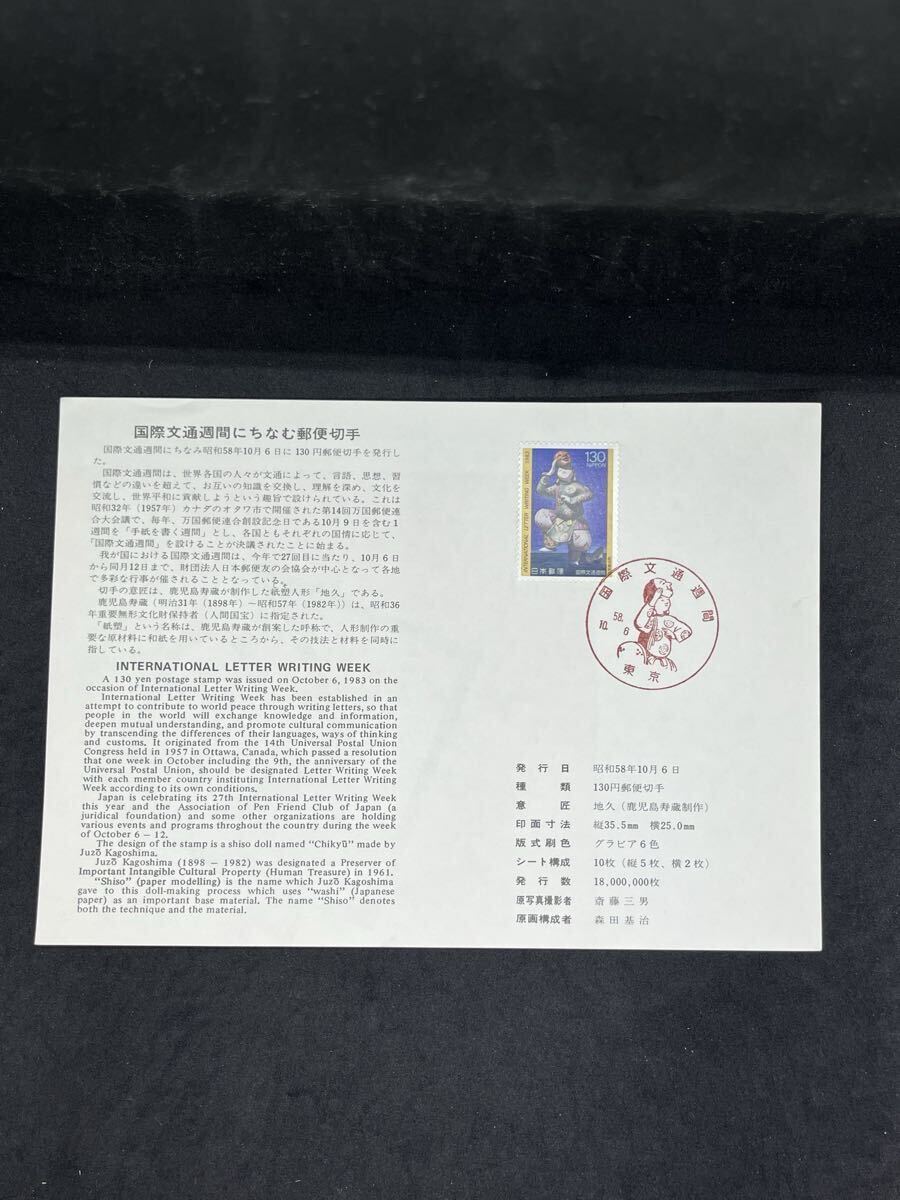 国際文通週間にちなむ郵便切手
国際文通週間にちなみ昭和58年10月6日に130円郵便切手を発行し
た。
国際文通週間は、世界各国の人々が文通によって、言語、思想、習
慣などの違いを超えて、お互いの知識を交換し、理解を深め、文化を
交流し、世界平和に貢献しようという趣旨で設けられている。これは
昭和32年（1957年）カナダのオタワ市で開催された第14回万国郵便連
合大会議で、毎年、万国郵便連合創設記念日である10月9日を含む1
週間を「手紙を書く週間」とし、各国ともそれぞれの国情に応じて、
「国際文通週間」を設けることが決議されたことに始まる。
我が国における国際文通週間は、今年で27回目に当たり、10月6日
から同月12日まで、財団法人日本郵便友の会協会が中心となって各地
で多彩な行事が催されることとなっている。
切手の意匠は、鹿児島寿蔵が制作した紙塑人形「地久」である。
鹿児島寿蔵（明治31年（1898年）～昭和57年（1982年））は、昭和36
年重要無形文化財保持者（人間国宝）に指定された。
「紙塑」という名称は、鹿児島寿蔵が創案した呼称で、人形制作の重
要な原材料に和紙を用いているところから、その技法と材料を同時に
指している。
INTERNATIONAL LETTER WRITING WEEK
A 130 yen postage stamp was issued on October 6, 1983 on the
occasion of International Letter Writing Week.
International Letter Writing Week has been established in an
attempt to contribute to world peace through writing letters, so that
people in the world will exchange knowledge and information,
deepen mutual understanding, and promote cultural communication
by transcending the differences of their languages, ways of thinking
and customs. It originated from the 14th Universal Postal Union
Congress held in 1957 in Ottawa, Canada, which passed a resolution
that one week in October including the 9th, the anniversary of the
Universal Postal Union, should be designated Letter Writing Week
with each member country instituting International Letter Writing
Week according to its own conditions.
Japan is celebrating its 27th International Letter Writing Week
this year and the Association of Pen Friend Club of Japan (a
juridical foundation) and some other organizations are holding
various events and programs throghout the country during the week
of October 6 – 12.
The design of the stamp is a shiso doll named "Chikyū" made by
Juzō Kagoshima.
Juzō Kagoshima (1898 – 1982) was designated a Preserver of
Important Intangible Cultural Property (Human Treasure) in 1961.
"Shiso" (paper modelling) is the name which Juzō Kagoshima
gave to this doll-making process which uses "washi" (Japanese
paper) as an important base material. The name "Shiso" denotes
both the technique and the material.
130
NIPPON
INTERNATIONAL LETTER WRITING WEEK 1983
日本郵便
国際文通週間
国際文通週間
58.
10. 6
東京
発行日 昭和58年10月6日
種類 130円郵便切手
意匠 地久（鹿児島寿蔵制作）
印面寸法 縦35.5mm 横25.0mm
版式刷色 グラビア6色
シート構成 10枚（縦5枚、横2枚）
発行数 18,000,000枚
原写真撮影者 斎藤三男
原画構成者 森田基治